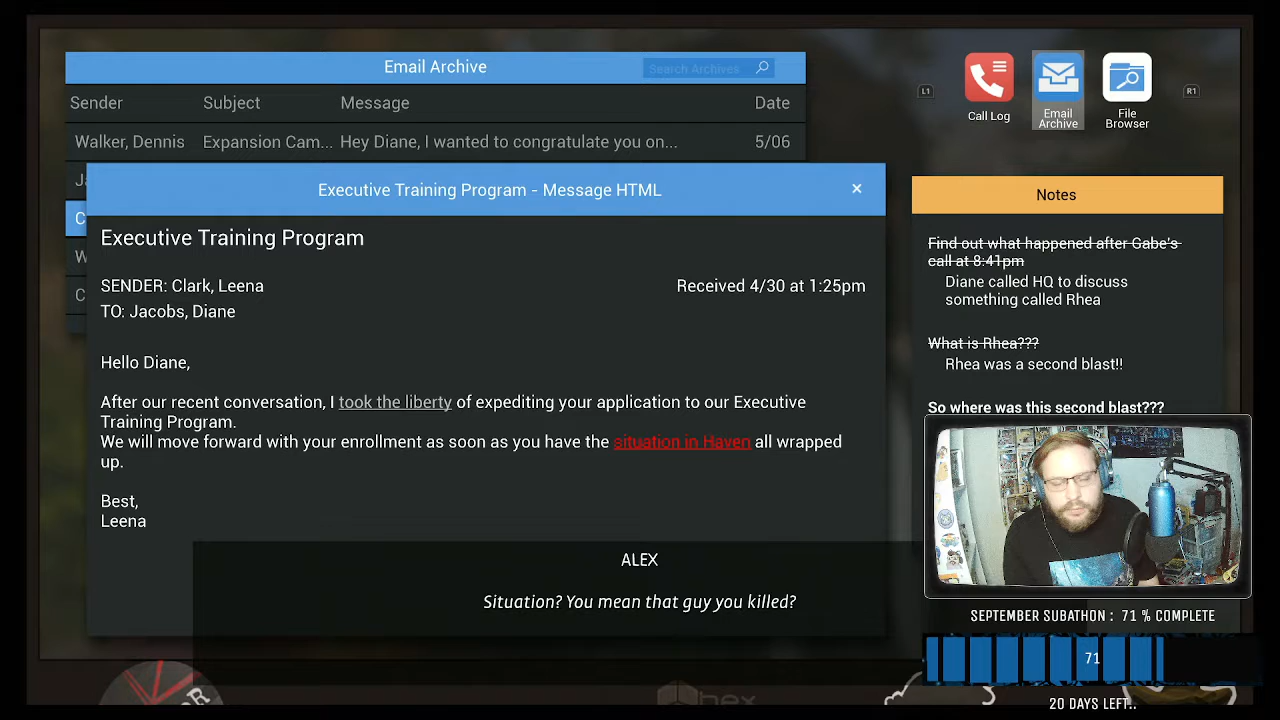 Email Archive
Search Archives
Sender Subject Message Date
Walker, Dennis Expansion Cam... Hey Diane, I wanted to congratulate you on... 5/06
Executive Training Program - Message HTML
×
Executive Training Program
SENDER: Clark, Leena Received 4/30 at 1:25pm
TO: Jacobs, Diane
Hello Diane,
After our recent conversation, I took the liberty of expediting your application to our Executive
Training Program.
We will move forward with your enrollment as soon as you have the situation in Haven all wrapped
up.
Best,
Leena
ALEX
Situation? You mean that guy you killed?
L1
Call Log
Email
Archive
File
Browser
R1
Notes
Find out what happened after Gabe's
call at 8:41pm
Diane called HQ to discuss
something called Rhea
What is Rhea???
Rhea was a second blast!!
So where was this second blast???
SEPTEMBER SUBATHON : 71 % COMPLETE
71
20 DAYS LEFT..
hex